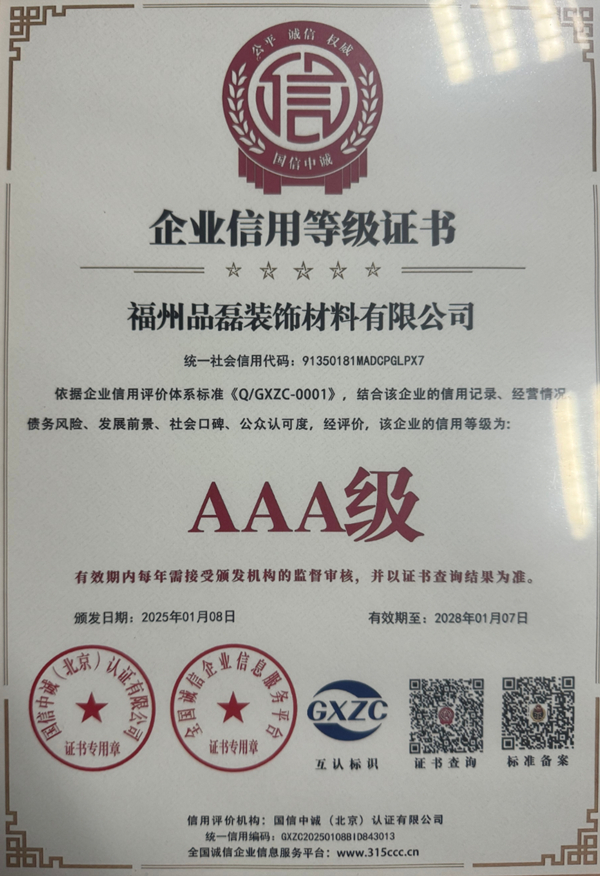 公平 诚信 权威
信
国信中诚
企业信用等级证书
福州品磊装饰材料有限公司
统一社会信用代码：91350181MADCPGLPX7
依据企业信用评价体系标准《Q/GXZC-0001》，结合该企业的信用记录、经营情况、
债务风险、发展前景、社会口碑、公众认可度，经评价，该企业的信用等级为：
AAA级
有效期内每年需接受颁发机构的监督审核，并以证书查询结果为准。
颁发日期：2025年01月08日 有效期至：2028年01月07日
国信中诚（北京）认证有限公司
证书专用章
全国诚信企业信息服务平台
证书专用章
GXZC
互认标识 证书查询 标准备案
信用评价机构：国信中诚（北京）认证有限公司
统一信用编码：GXZC20250108BID843013
全国诚信企业信息服务平台：www.315ccc.cn